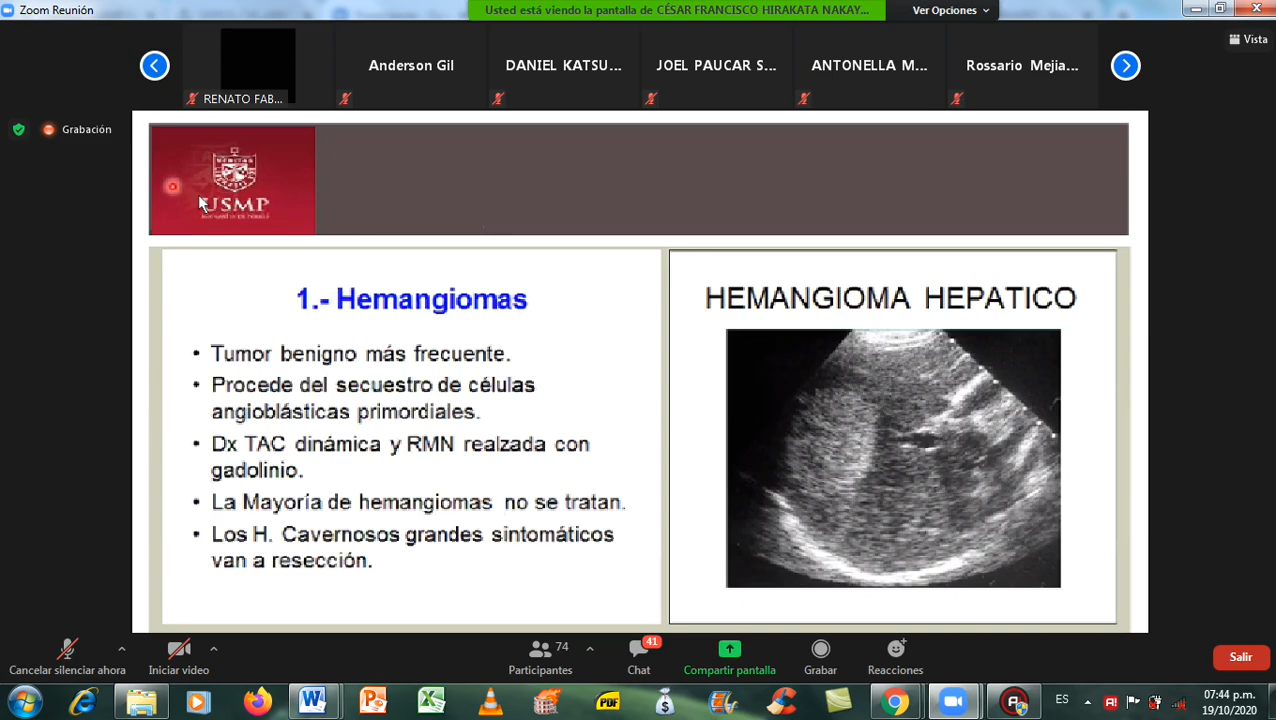 Zoom Reunión
Usted está viendo la pantalla de CÉSAR FRANCISCO HIRAKATA NAKAY...
Ver Opciones
Vista
Anderson Gil
DANIEL KATSU...
JOEL PAUCAR S...
ANTONELLA M...
Rossario Mejia...
RENATO FAB...
Grabación
USMP
1.- Hemangiomas
• Tumor benigno más frecuente.
• Procede del secuestro de células
angioblásticas primordiales.
• Dx TAC dinámica y RMN realzada con
gadolinio.
• La Mayoría de hemangiomas no se tratan.
• Los H. Cavernosos grandes sintomáticos
van a resección.
HEMANGIOMA HEPATICO
Cancelar silenciar ahora
Iniciar video
74
Participantes
41
Chat
Compartir pantalla
Grabar
Reacciones
Salir
PDF
ES
07:44 p.m.
19/10/2020